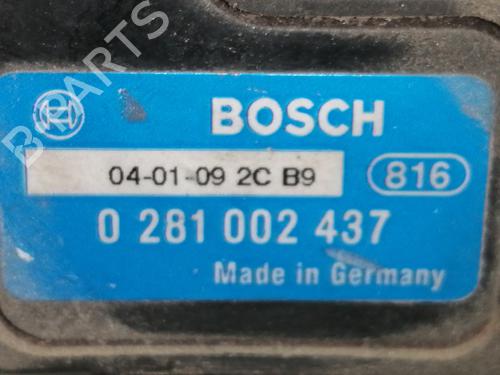 BOSCH
04-01-09 2C B9 816
0 281 002 437
Made in Germany
B PARTS